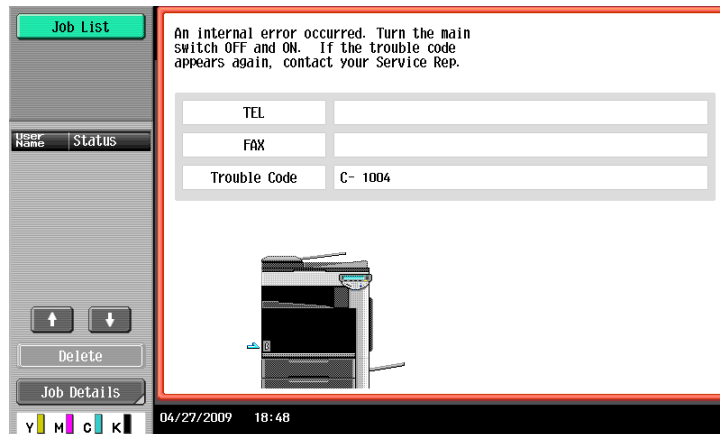 Job List
An internal error occurred. Turn the main
switch OFF and ON. If the trouble code
appears again, contact your Service Rep.
TEL
FAX
Trouble Code C- 1004
User Name Status
Delete
Job Details
Y M C K
04/27/2009 18:48